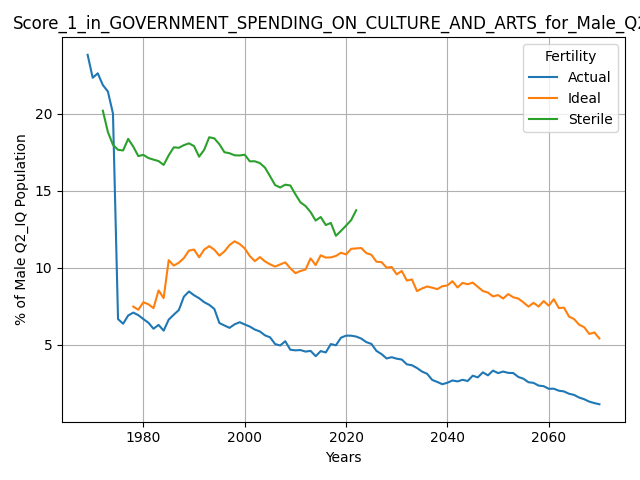 Score_1_in_GOVERNMENT_SPENDING_ON_CULTURE_AND_ARTS_for_Male_Q2
Fertility
Actual
Ideal
Sterile
% of Male Q2_IQ Population
20
15
10
5
1980 2000 2020 2040 2060
Years